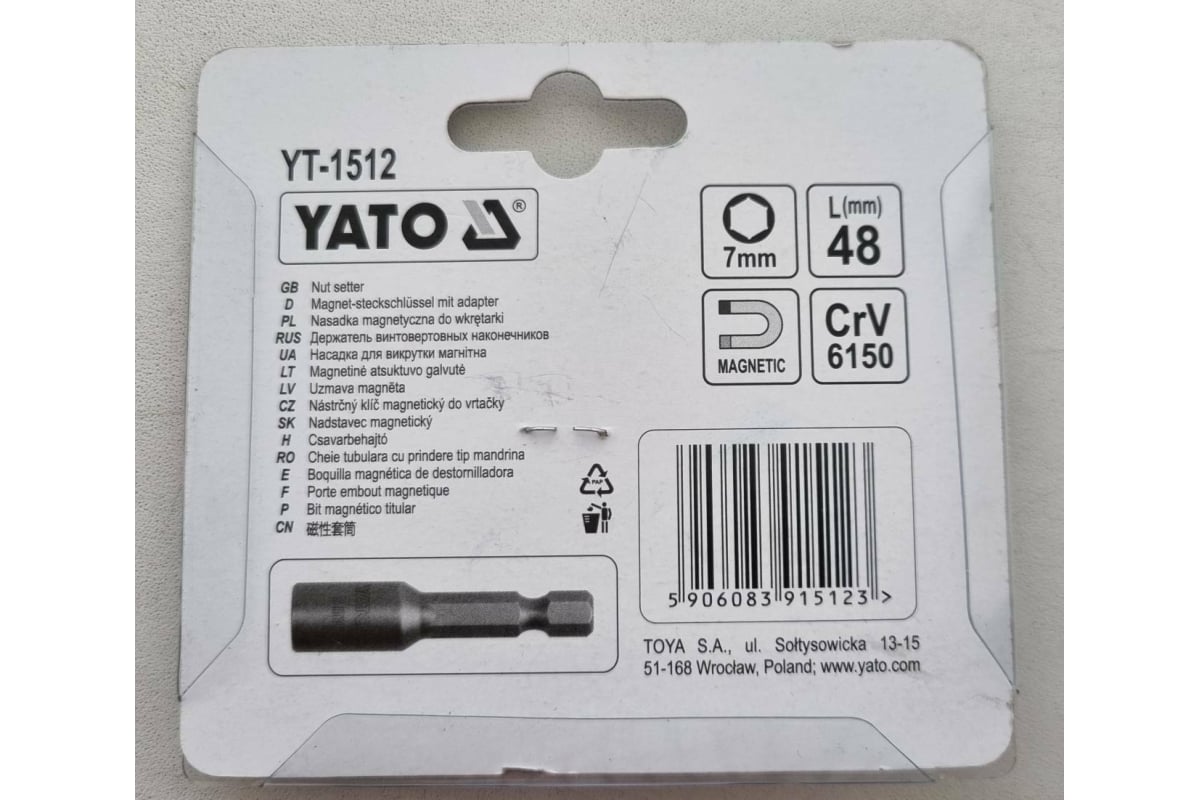 YT-1512
YATO ®
GB Nut setter
D Magnet-steckschlüssel mit adapter
PL Nasadka magnetyczna do wkrętarki
RUS Держатель винтовертовных наконечников
UA Насадка для викрутки магнітна
LT Magnetinė atsuktuvo galvutė
LV Uzmava magnēta
CZ Nástrčný klíč magnetický do vrtačky
SK Nadstavec magnetický
H Csavarbehajtó
RO Cheie tubulara cu prindere tip mandrina
E Boquilla magnética de destornilladora
F Porte embout magnetique
P Bit magnético titular
CN 磁性套筒
7mm
L(mm)
48
MAGNETIC
CrV
6150
PAP
5 906083 915123 >
TOYA S.A., ul. Sołtysowicka 13-15
51-168 Wrocław, Poland; www.yato.com